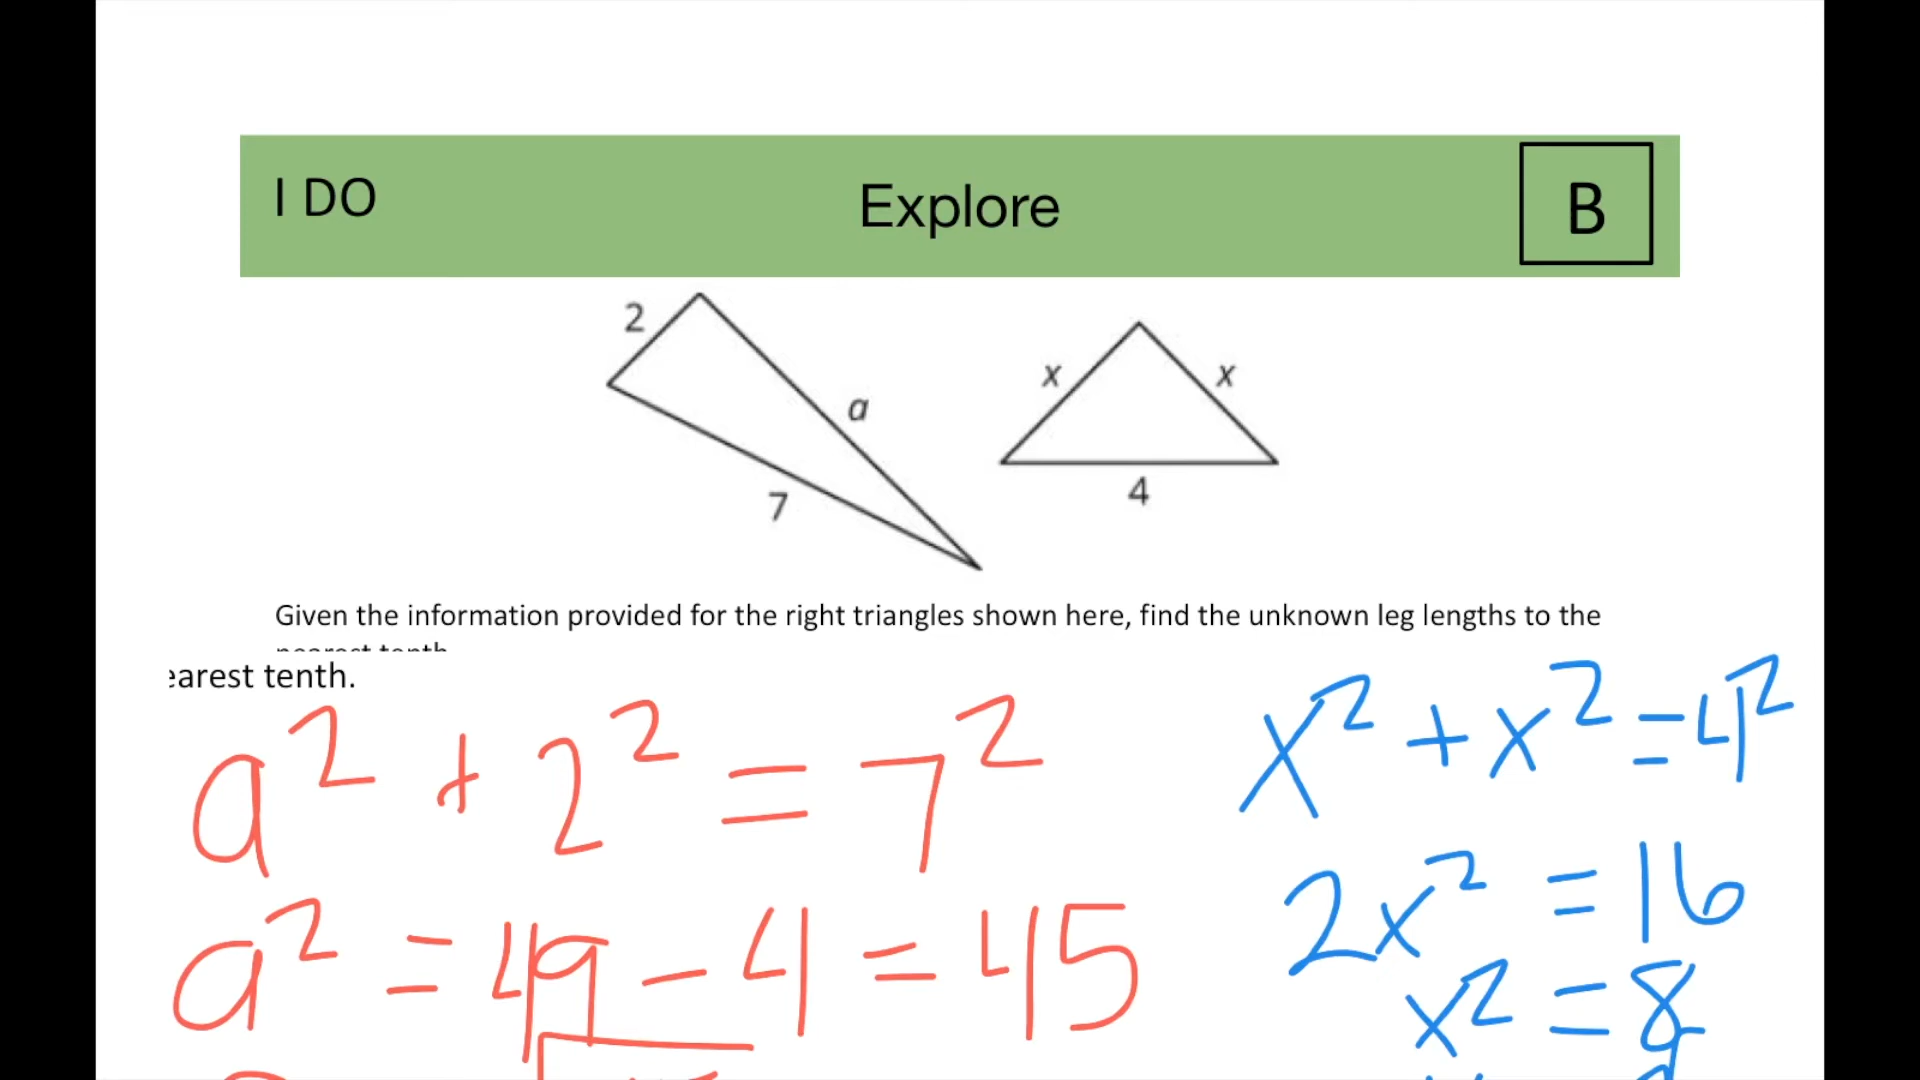 I DO
Explore
B
2
a
7
x
x
4
Given the information provided for the right triangles shown here, find the unknown leg lengths to the
nearest tenth
earest tenth.
a² + 2² = 7²
a² = 49 - 4 = 45
x² + x² = 4²
2x² = 16
x² = 8